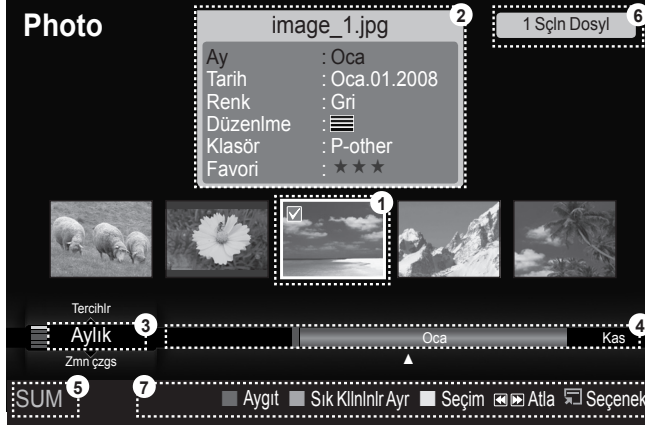 Photo
image_1.jpg
2
1 Sçln Dosyl
6
Ay : Oca
Tarih : Oca.01.2008
Renk : Gri
Düzenlme :
Klasör : P-other
Favori : ★★★
1
Tercihlr
Aylık
3
Oca
Kas
4
Zmn çzgs
SUM
5
7
Aygıt Sık Kllnlnlr Ayr Seçim Atla Seçenek